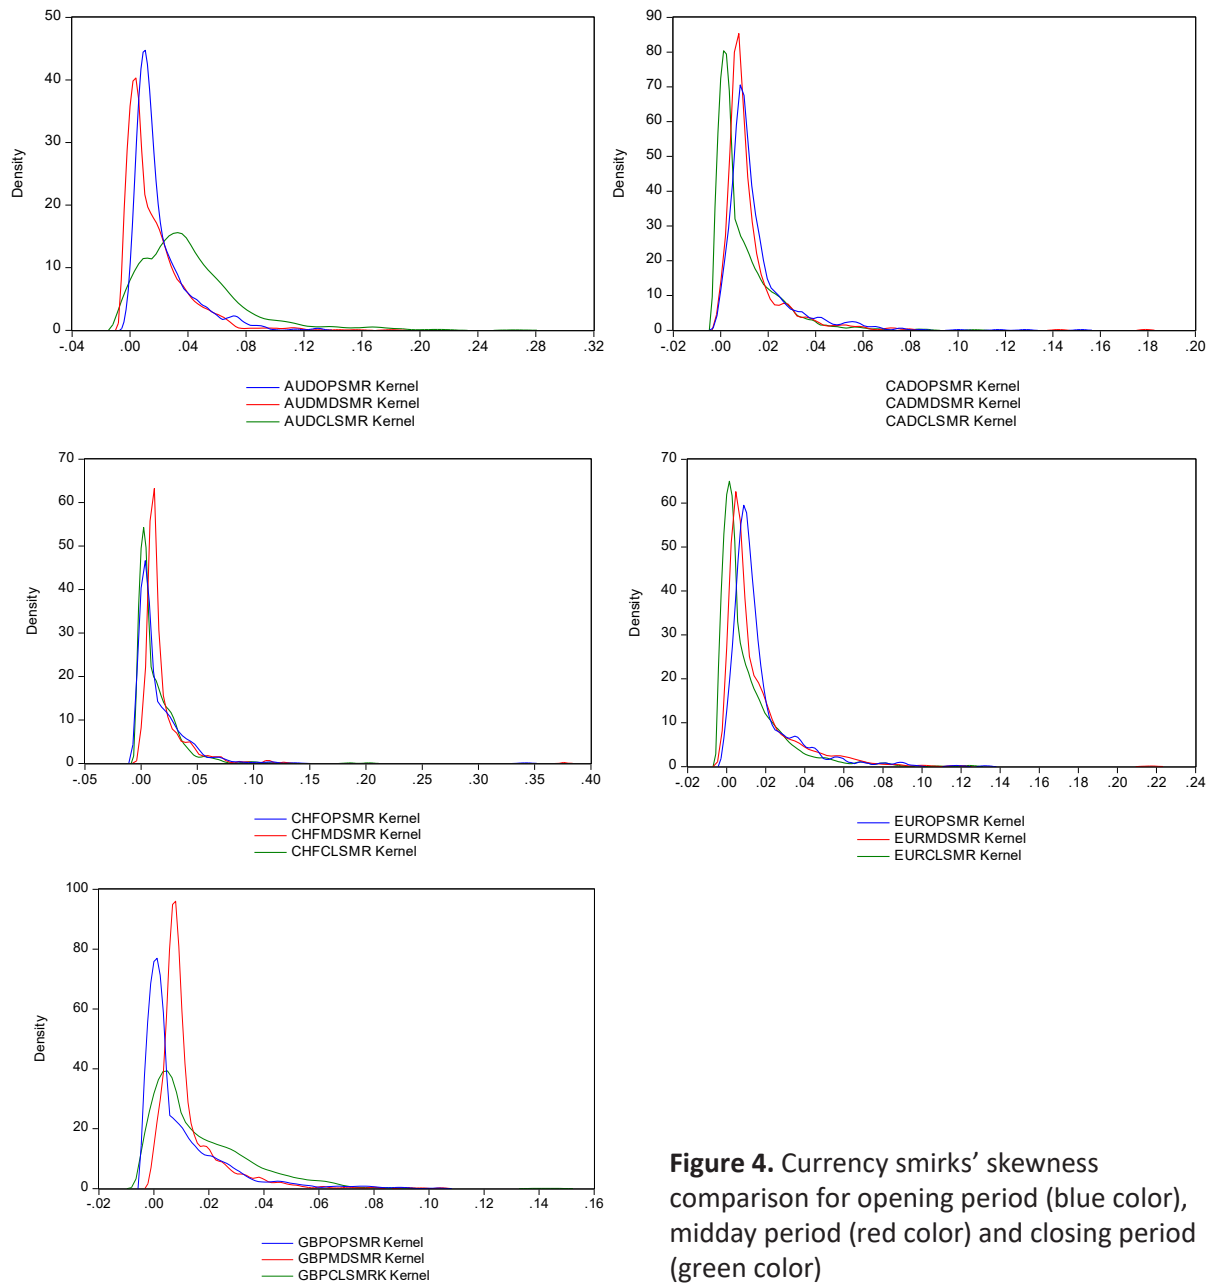 50
40
30
20
10
0
Density
-.04 .00 .04 .08 .12 .16 .20 .24 .28 .32
AUDOPSMR Kernel
AUDMDSMR Kernel
AUDCLSMR Kernel
90
80
70
60
50
40
30
20
10
0
Density
-.02 .00 .02 .04 .06 .08 .10 .12 .14 .16 .18 .20
CADOPSMR Kernel
CADMDSMR Kernel
CADCLSMR Kernel
70
60
50
40
30
20
10
0
Density
-.05 .00 .05 .10 .15 .20 .25 .30 .35 .40
CHFOPSMR Kernel
CHFMDSMR Kernel
CHFCLSMR Kernel
70
60
50
40
30
20
10
0
Density
-.02 .00 .02 .04 .06 .08 .10 .12 .14 .16 .18 .20 .22 .24
EUROPSMR Kernel
EURMDSMR Kernel
EURCLSMR Kernel
100
80
60
40
20
0
Density
-.02 .00 .02 .04 .06 .08 .10 .12 .14 .16
GBPOPSMR Kernel
GBPMDSMR Kernel
GBPCLSMRK Kernel
Figure 4. Currency smirks’ skewness
comparison for opening period (blue color),
midday period (red color) and closing period
(green color)